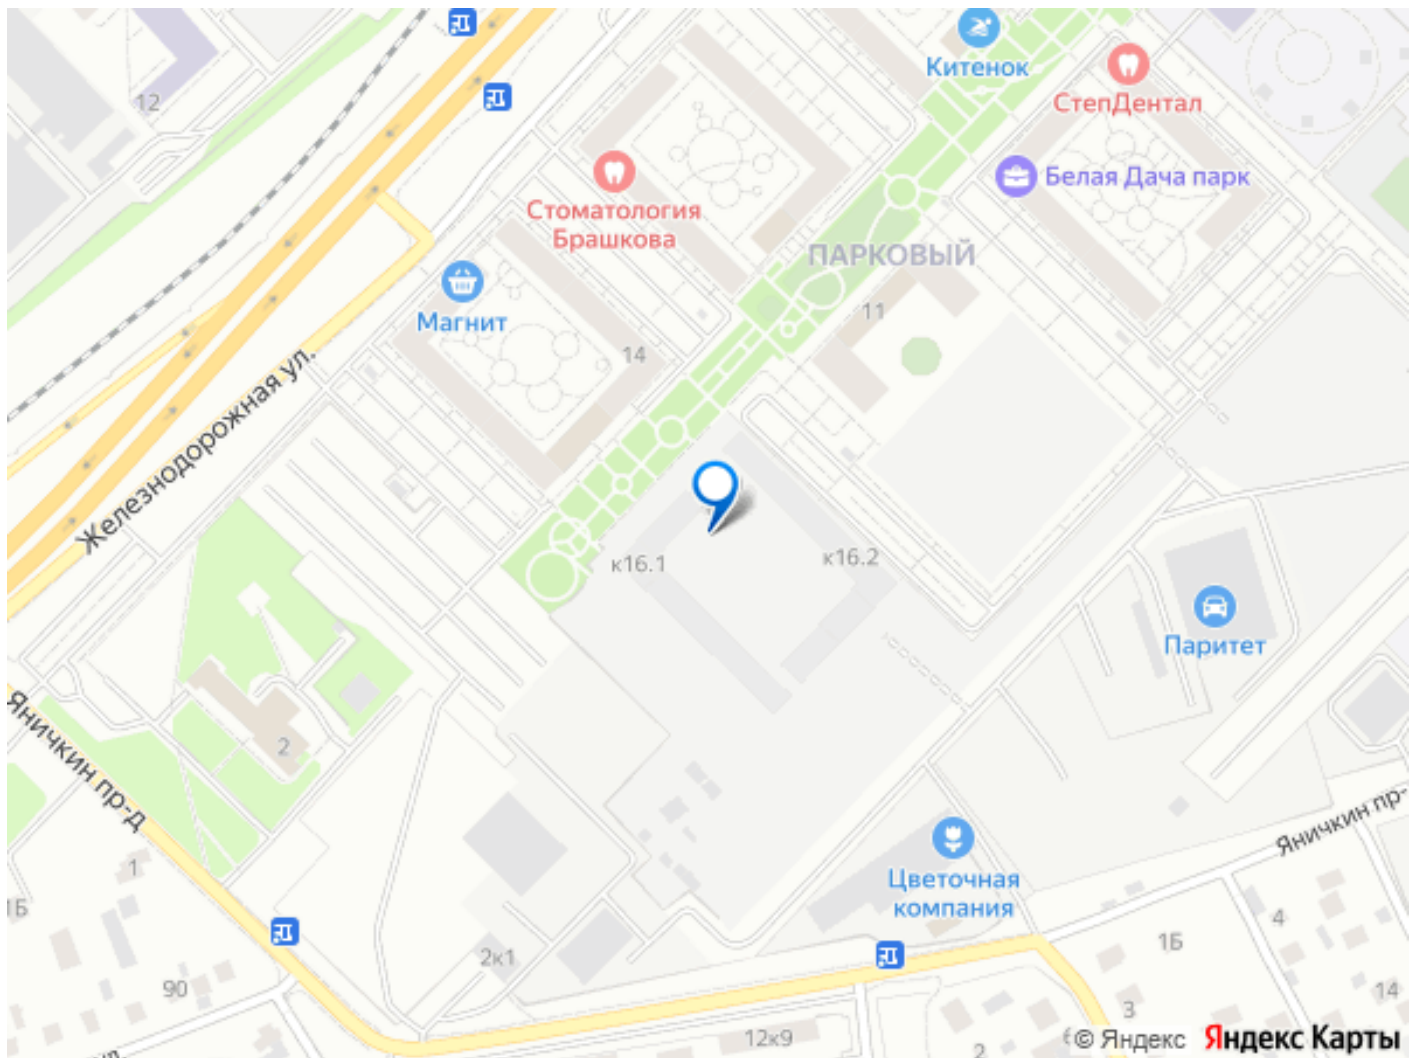 12
Китенок
СтепДентал
Стоматология
Брашкова
Белая Дача парк
ПАРКОВЫЙ
Магнит
11
14
Железнодорожная ул.
к16.1
к16.2
Паритет
Яничкин пр-д
2
Яничкин пр-
1
1Б
Цветочная
компания
4
1Б
2к1
90
14
3
12к9
2
6
© Яндекс
Яндекс Карты